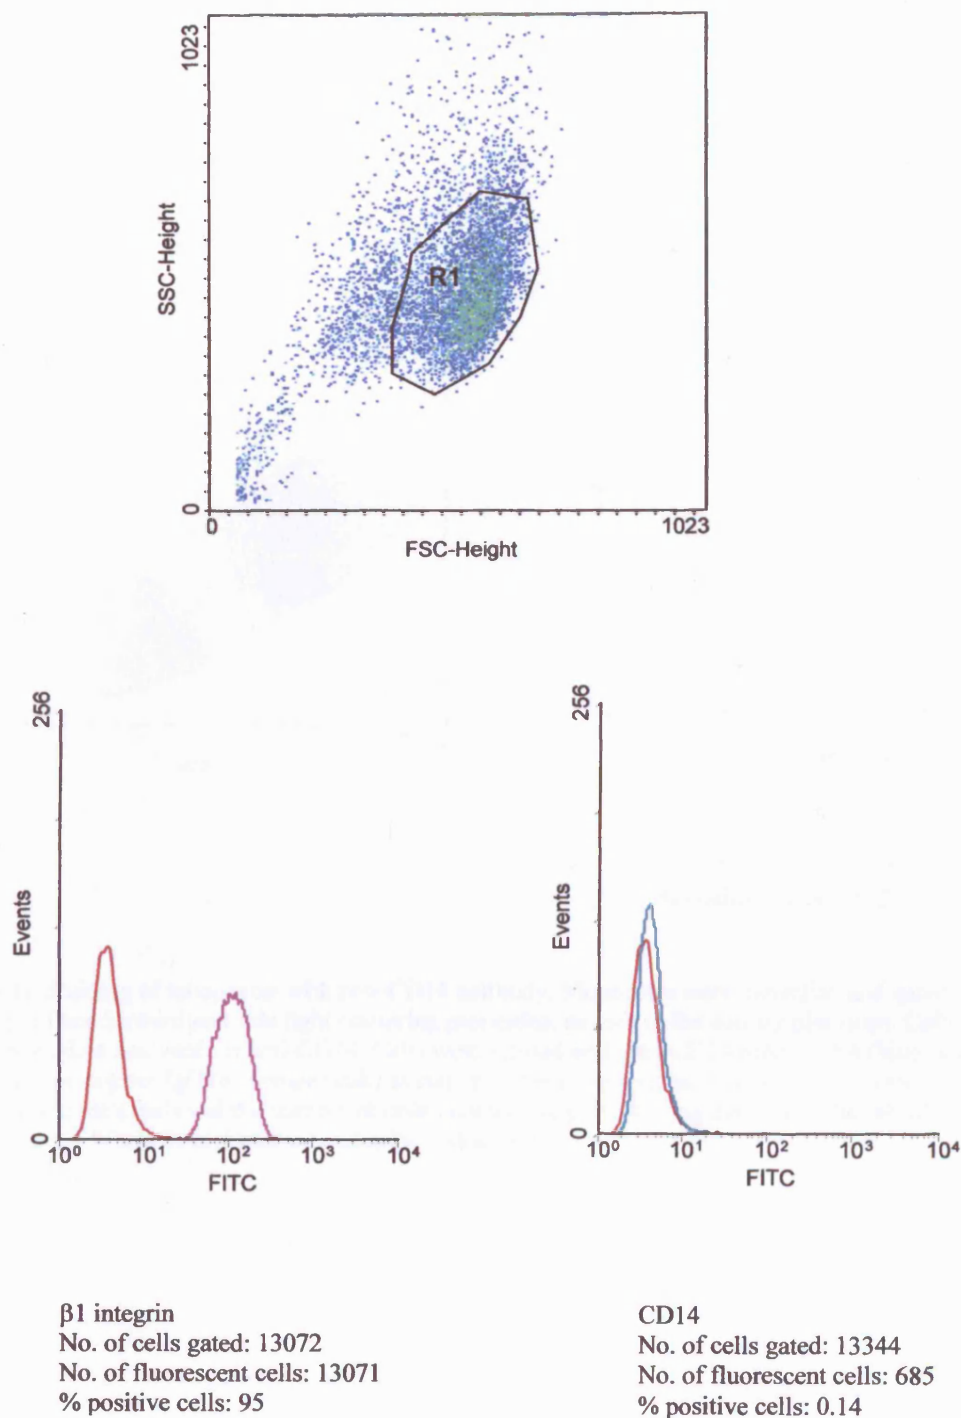 1023
SSC-Height
R1
0
0
1023
FSC-Height
256
Events
0
10⁰ 10¹ 10² 10³ 10⁴
FITC
256
Events
0
10⁰ 10¹ 10² 10³ 10⁴
FITC
β1 integrin
No. of cells gated: 13072
No. of fluorescent cells: 13071
% positive cells: 95
CD14
No. of cells gated: 13344
No. of fluorescent cells: 685
% positive cells: 0.14